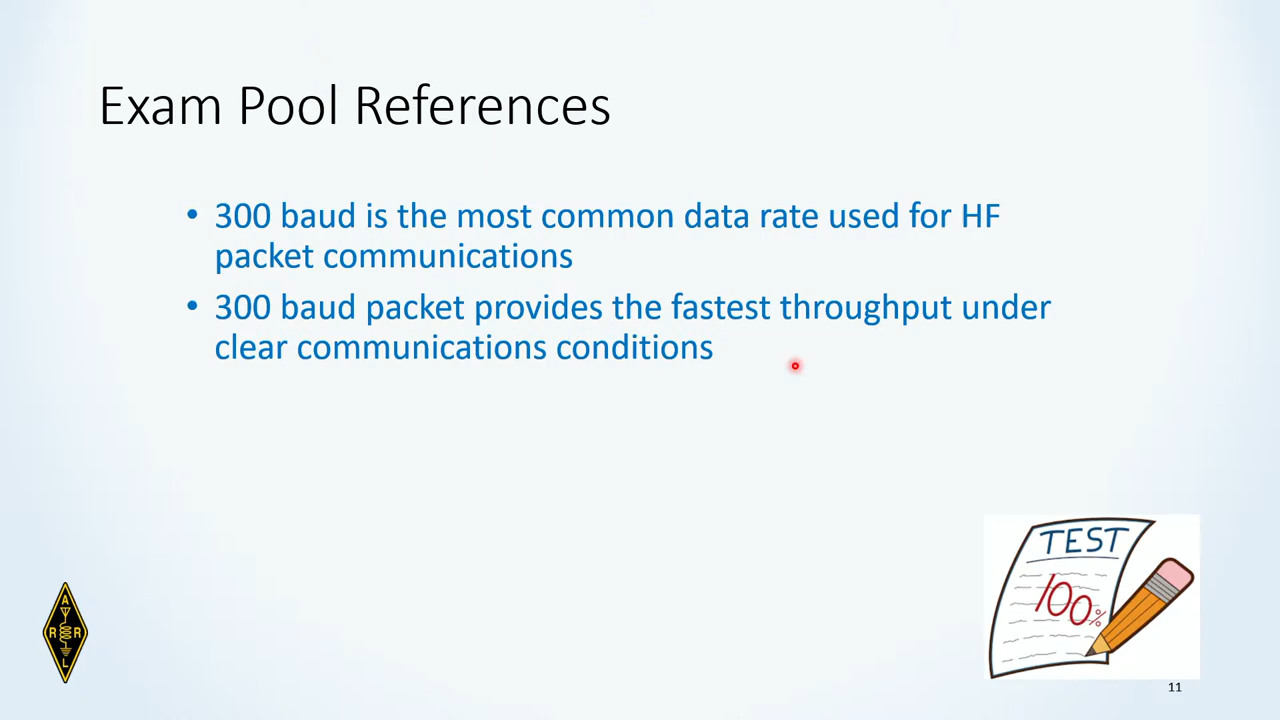 Exam Pool References
• 300 baud is the most common data rate used for HF
packet communications
• 300 baud packet provides the fastest throughput under
clear communications conditions
TEST
100%
A
R R
L
11